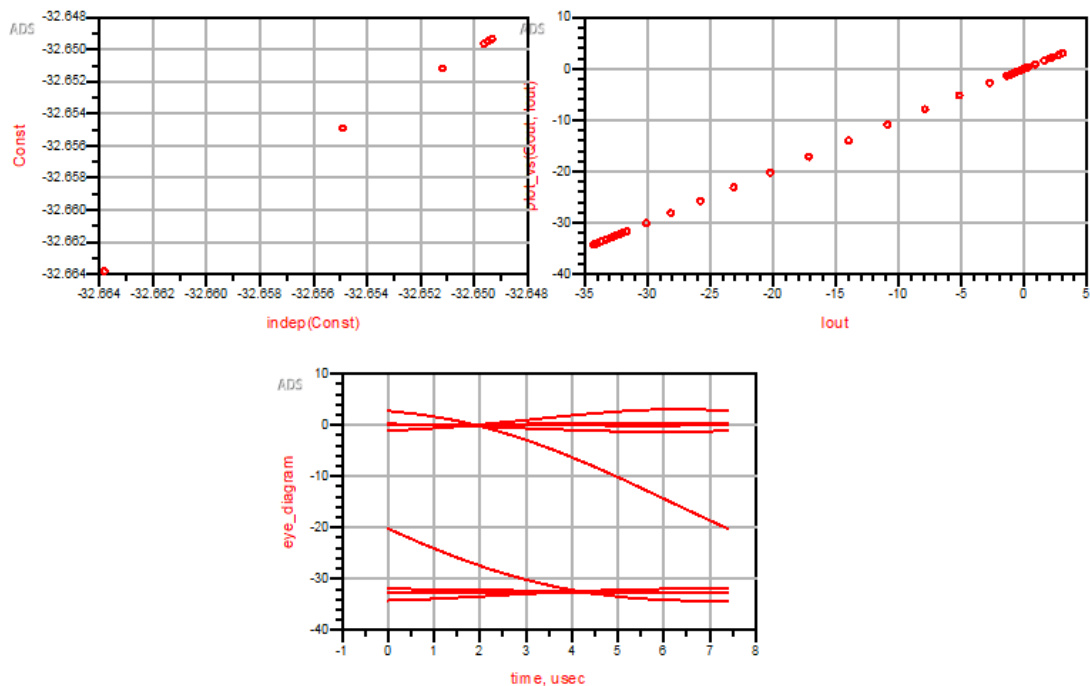 ADS
Const
-32.648
-32.650
-32.652
-32.654
-32.656
-32.658
-32.660
-32.662
-32.664
-32.664 -32.662 -32.660 -32.658 -32.656 -32.654 -32.652 -32.650 -32.648
indep(Const)
ADS
plot_vs(Qout, Iout)
10
0
-10
-20
-30
-40
-35 -30 -25 -20 -15 -10 -5 0 5
Iout
ADS
eye_diagram
10
0
-10
-20
-30
-40
-1 0 1 2 3 4 5 6 7 8
time, usec